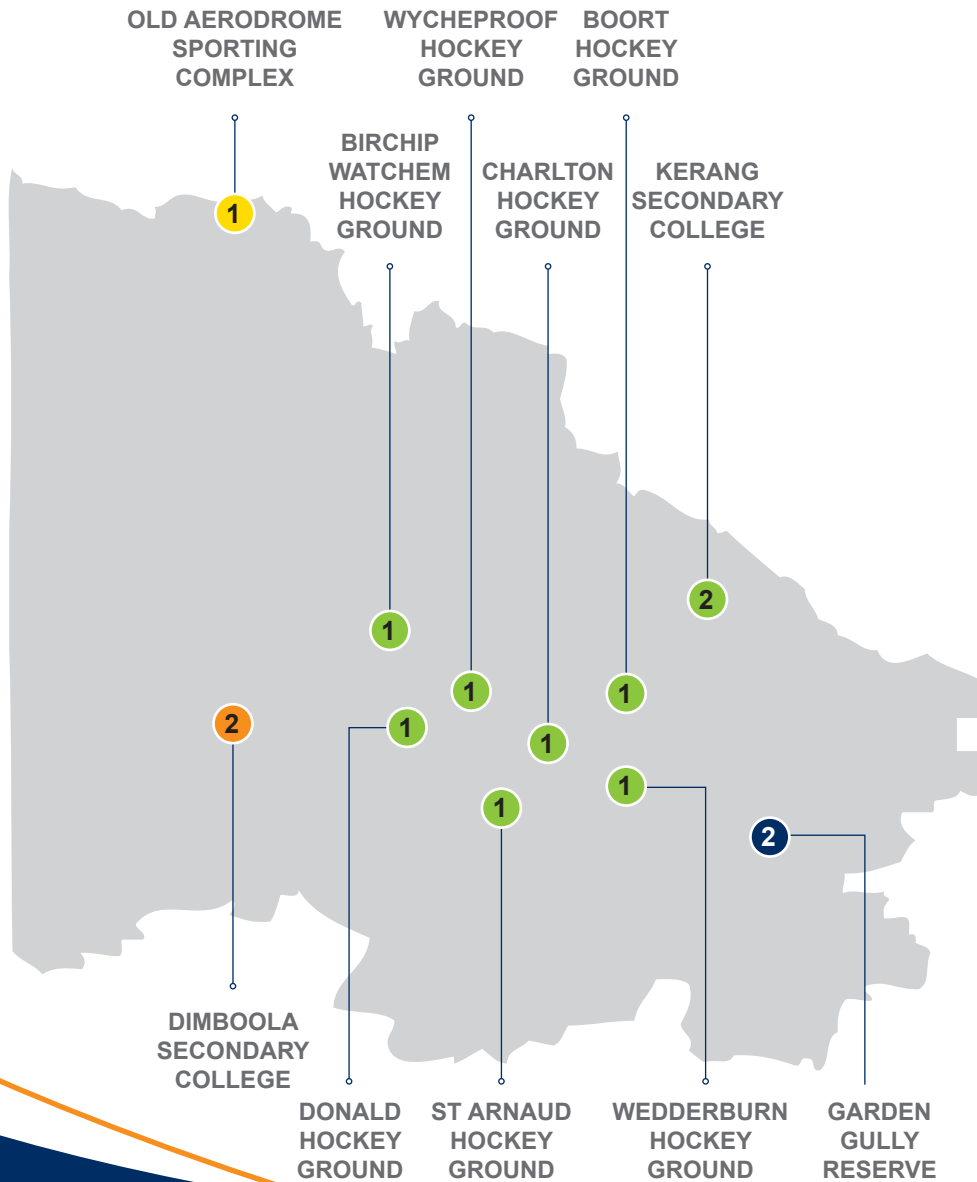 OLD AERODROME
SPORTING
COMPLEX
WYCHEPROOF
HOCKEY
GROUND
BOORT
HOCKEY
GROUND
BIRCHIP
WATCHEM
HOCKEY
GROUND
CHARLTON
HOCKEY
GROUND
KERANG
SECONDARY
COLLEGE
1
2
1
1
1
2
1
1
1
1
2
DIMBOOLA
SECONDARY
COLLEGE
DONALD
HOCKEY
GROUND
ST ARNAUD
HOCKEY
GROUND
WEDDERBURN
HOCKEY
GROUND
GARDEN
GULLY
RESERVE